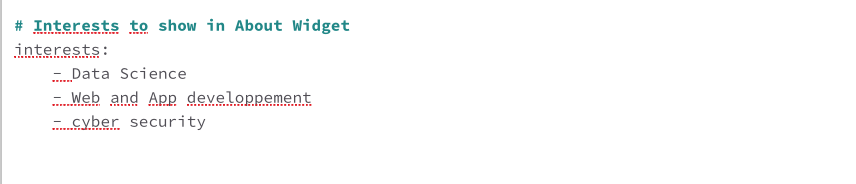 # Interests to show in About Widget
interests:
    - Data Science
    - Web and App developpement
    - cyber security